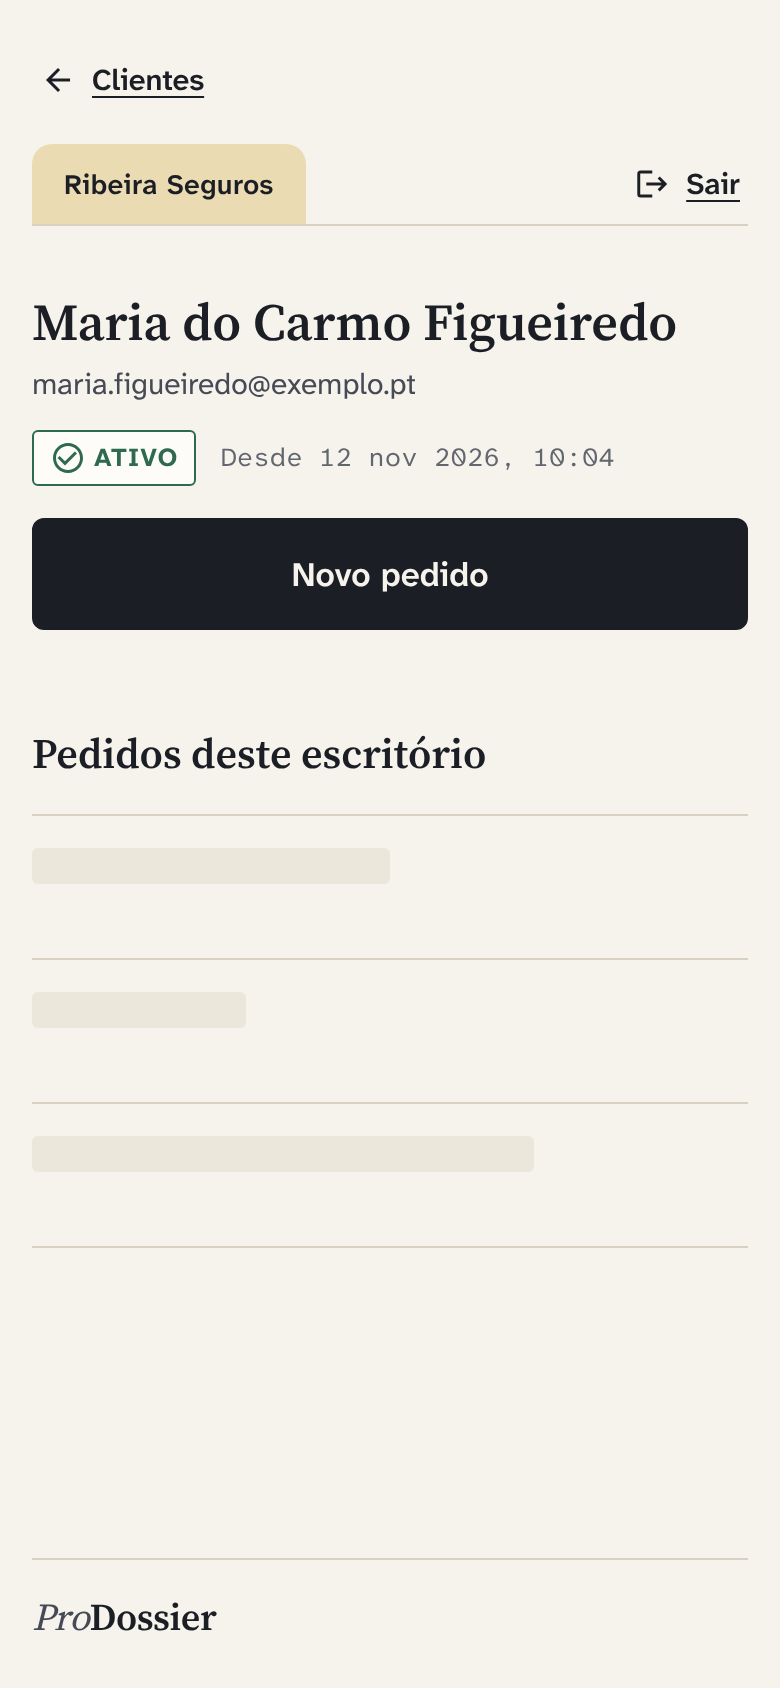 Clientes
Ribeira Seguros
Sair
Maria do Carmo Figueiredo
maria.figueiredo@exemplo.pt
ATIVO Desde 12 nov 2026, 10:04
Novo pedido
Pedidos deste escritório
ProDossier